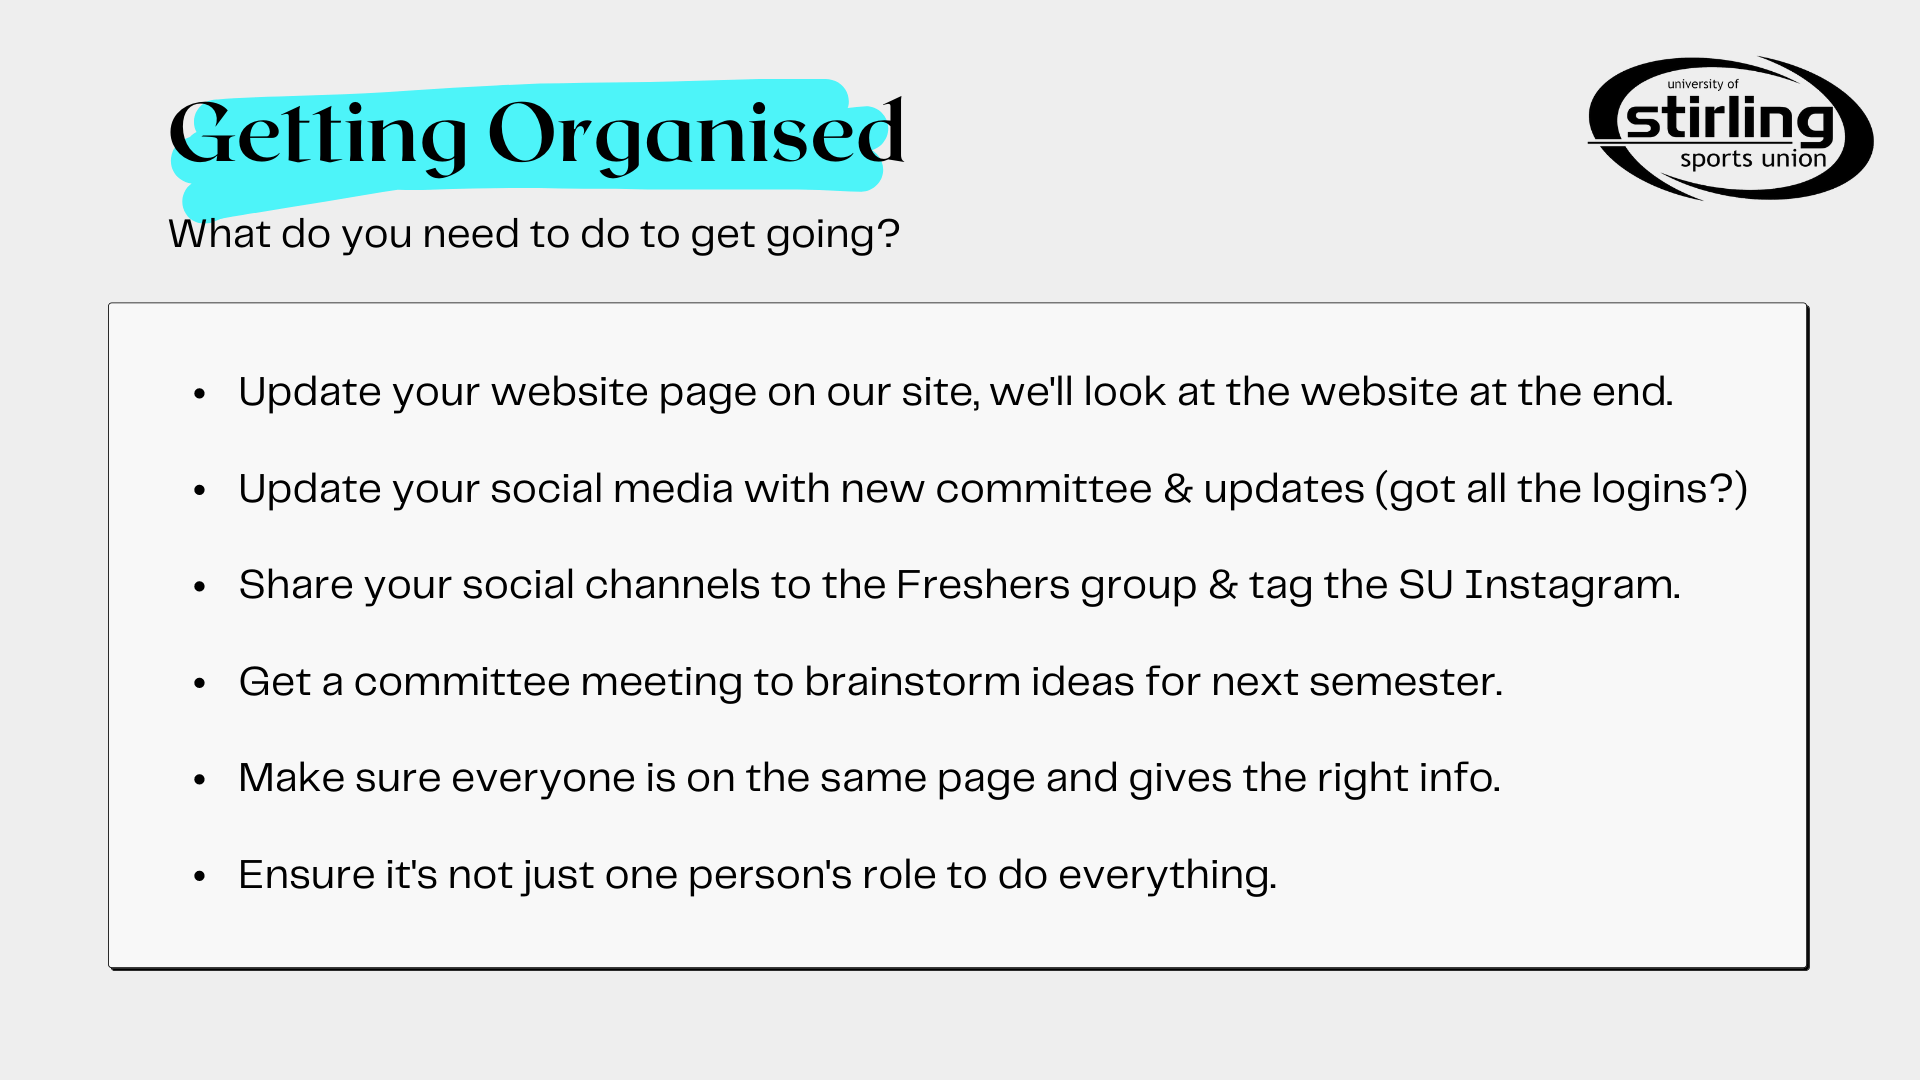 Getting Organised
university of
stirling
sports union
What do you need to do to get going?
• Update your website page on our site, we'll look at the website at the end.
• Update your social media with new committee & updates (got all the logins?)
• Share your social channels to the Freshers group & tag the SU Instagram.
• Get a committee meeting to brainstorm ideas for next semester.
• Make sure everyone is on the same page and gives the right info.
• Ensure it's not just one person's role to do everything.